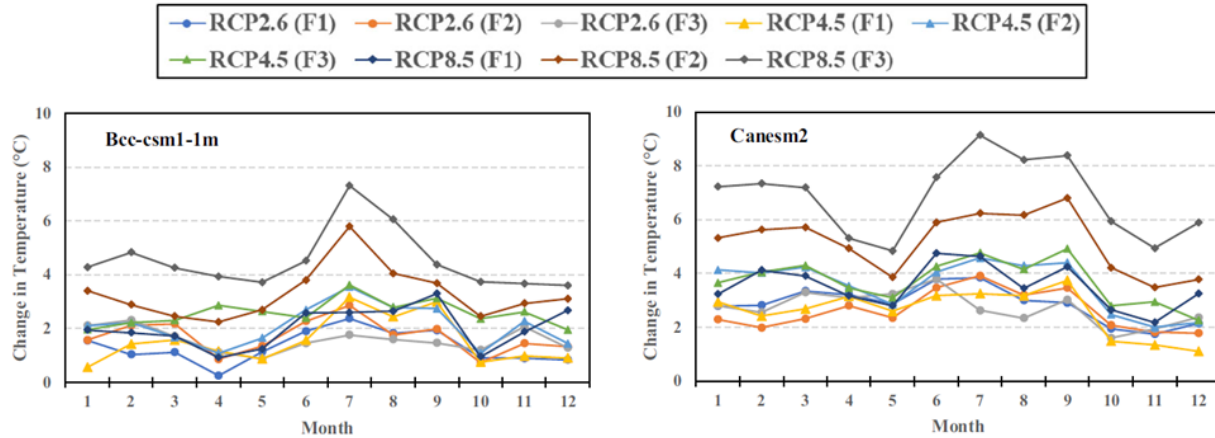 RCP2.6 (F1) RCP2.6 (F2) RCP2.6 (F3) RCP4.5 (F1) RCP4.5 (F2)
RCP4.5 (F3) RCP8.5 (F1) RCP8.5 (F2) RCP8.5 (F3)
Change in Temperature (°C)
10
8
6
4
2
0
Bcc-csm1-1m
1 2 3 4 5 6 7 8 9 10 11 12
Month
Change in Temperature (°C)
10
8
6
4
2
0
Canesm2
1 2 3 4 5 6 7 8 9 10 11 12
Month